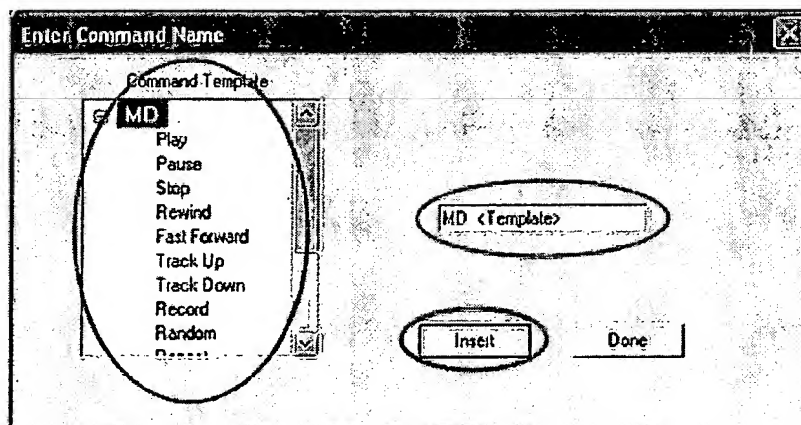 Enter Command Name
Command Template
MD
Play
Pause
Stop
Rewind
Fast Forward
Track Up
Track Down
Record
Random
MD <Template>
Insert
Done